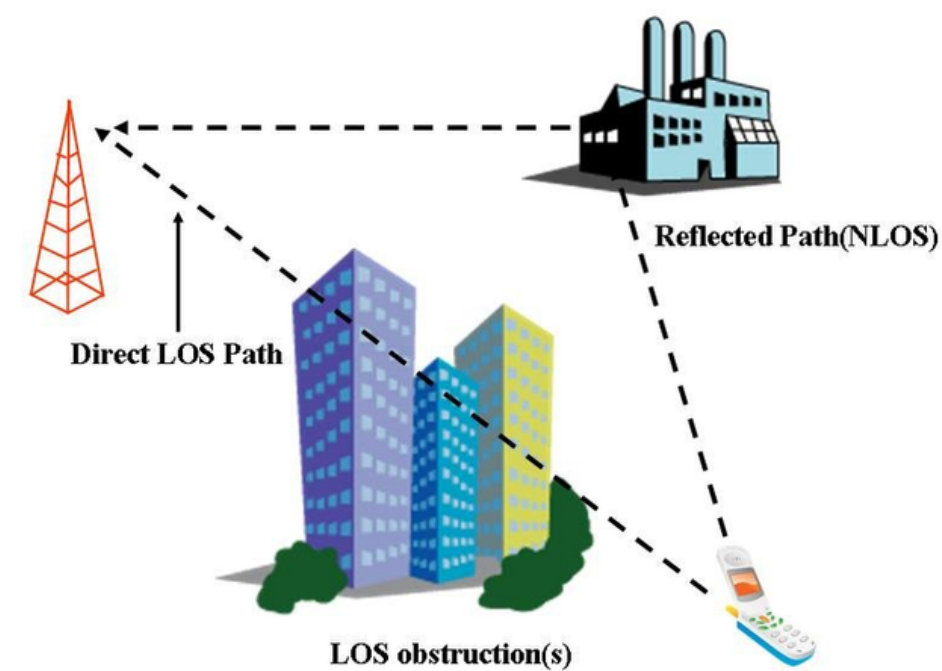 Reflected Path(NLOS)
Direct LOS Path
LOS obstruction(s)